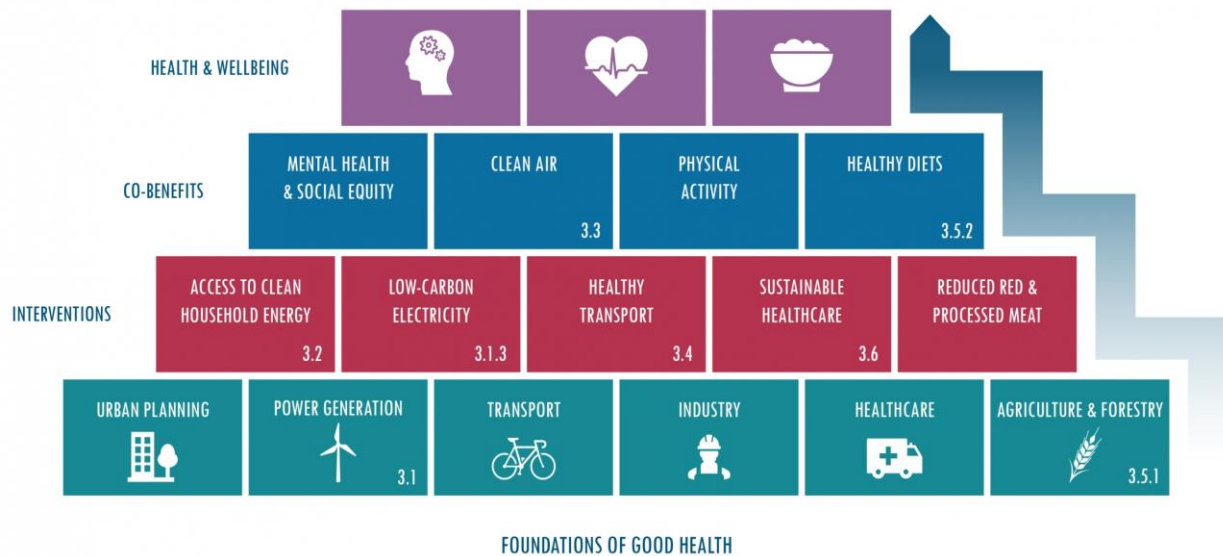 HEALTH & WELLBEING
CO-BENEFITS
MENTAL HEALTH
& SOCIAL EQUITY
CLEAN AIR
3.3
PHYSICAL
ACTIVITY
HEALTHY DIETS
3.5.2
INTERVENTIONS
ACCESS TO CLEAN
HOUSEHOLD ENERGY
3.2
LOW-CARBON
ELECTRICITY
3.1.3
HEALTHY
TRANSPORT
3.4
SUSTAINABLE
HEALTHCARE
3.6
REDUCED RED &
PROCESSED MEAT
URBAN PLANNING
POWER GENERATION
3.1
TRANSPORT
INDUSTRY
HEALTHCARE
AGRICULTURE & FORESTRY
3.5.1
FOUNDATIONS OF GOOD HEALTH